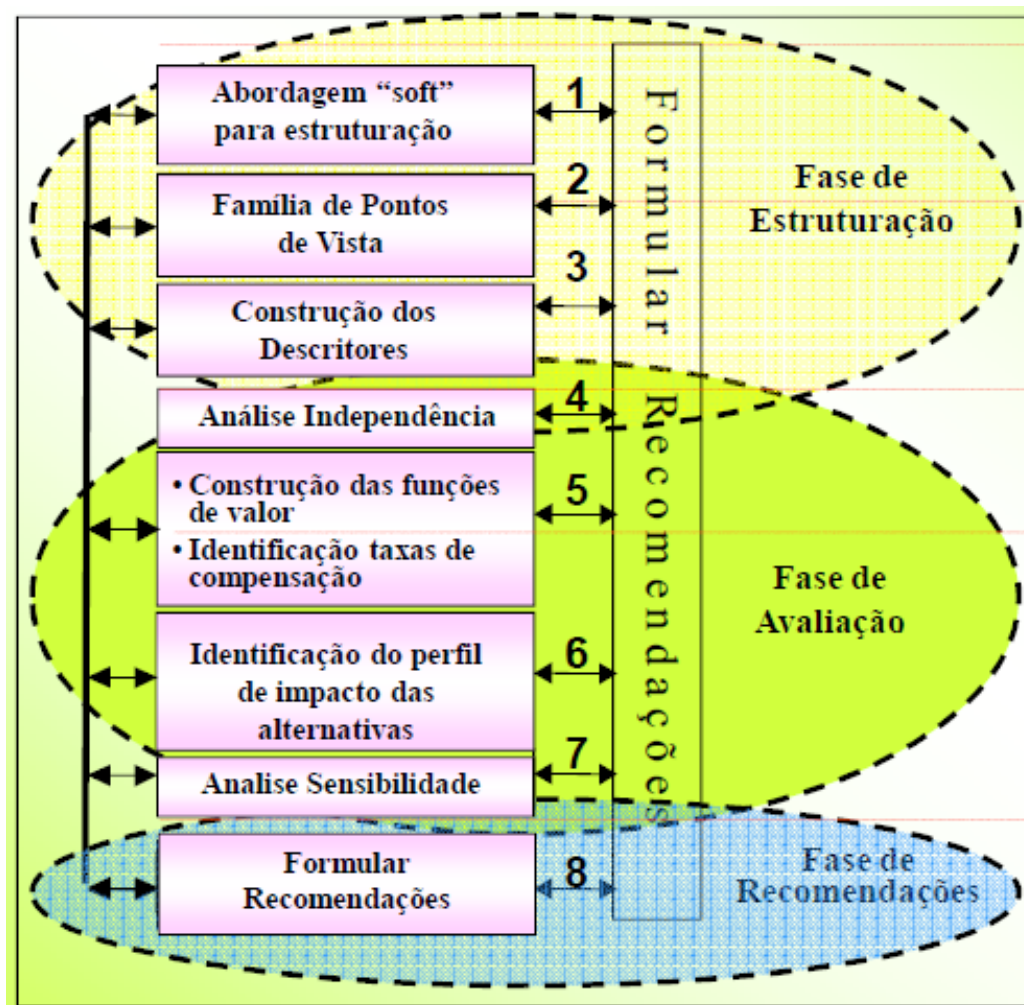 Abordagem “soft”
para estruturação
1
Família de Pontos
de Vista
2
Construção dos
Descritores
3
Análise Independência
4
• Construção das funções
de valor
• Identificação taxas de
compensação
5
Identificação do perfil
de impacto das
alternativas
6
Analise Sensibilidade
7
Formular
Recomendações
8
Formular Recomendações
Fase de
Estruturação
Fase de
Avaliação
Fase de
Recomendações